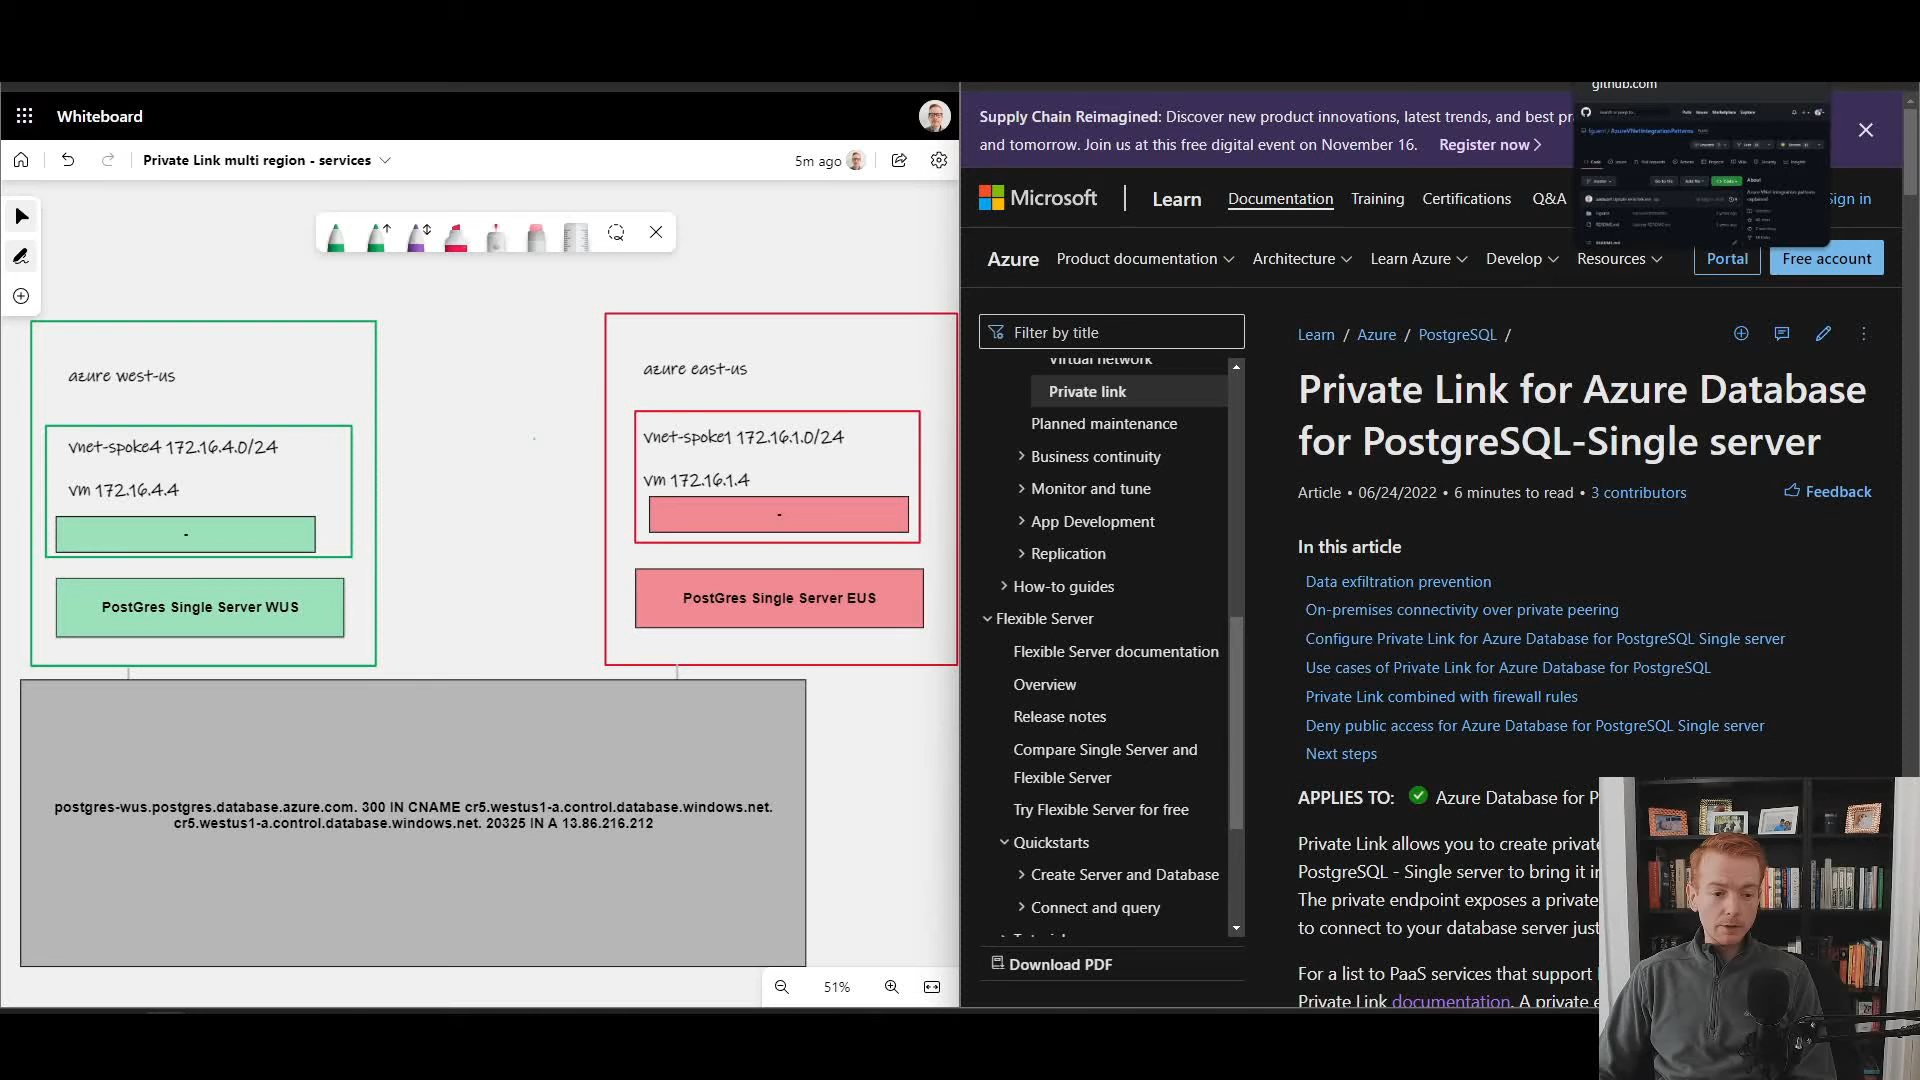 github.com
Whiteboard
Private Link multi region - services
5m ago
azure west-us
vnet-spoke4 172.16.4.0/24
vm 172.16.4.4
-
PostGres Single Server WUS
azure east-us
vnet-spoke1 172.16.1.0/24
vm 172.16.1.4
-
PostGres Single Server EUS
postgres-wus.postgres.database.azure.com. 300 IN CNAME cr5.westus1-a.control.database.windows.net.
cr5.westus1-a.control.database.windows.net. 20325 IN A 13.86.216.212
51%
Supply Chain Reimagined: Discover new product innovations, latest trends, and best
and tomorrow. Join us at this free digital event on November 16. Register now
Microsoft
Learn
Documentation
Training
Certifications
Q&A
Sign in
Azure
Product documentation
Architecture
Learn Azure
Develop
Resources
Portal
Free account
Filter by title
Virtual network
Private link
Planned maintenance
Business continuity
Monitor and tune
App Development
Replication
How-to guides
Flexible Server
Flexible Server documentation
Overview
Release notes
Compare Single Server and
Flexible Server
Try Flexible Server for free
Quickstarts
Create Server and Database
Connect and query
Download PDF
Learn / Azure / PostgreSQL /
Private Link for Azure Database
for PostgreSQL-Single server
Article • 06/24/2022 • 6 minutes to read • 3 contributors
Feedback
In this article
Data exfiltration prevention
On-premises connectivity over private peering
Configure Private Link for Azure Database for PostgreSQL Single server
Use cases of Private Link for Azure Database for PostgreSQL
Private Link combined with firewall rules
Deny public access for Azure Database for PostgreSQL Single server
Next steps
APPLIES TO: Azure Database for P
Private Link allows you to create private
PostgreSQL - Single server to bring it in
The private endpoint exposes a private
to connect to your database server just
For a list to PaaS services that support
Private Link documentation. A private e